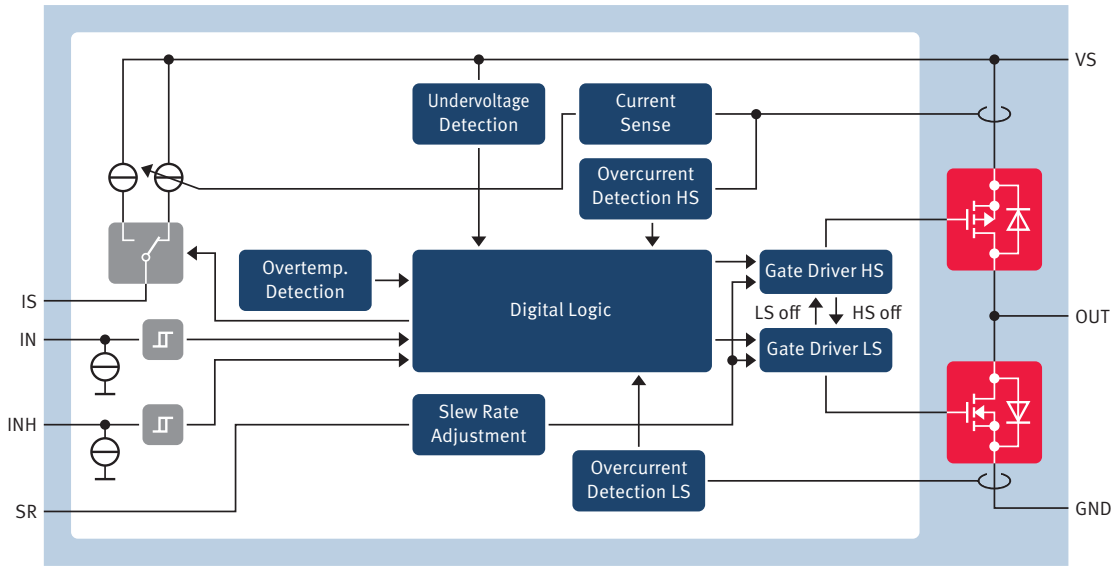 VS
Undervoltage
Detection
Current
Sense
Overcurrent
Detection HS
Overtemp.
Detection
Digital Logic
Gate Driver HS
LS off
HS off
Gate Driver LS
IS
IN
INH
SR
OUT
Slew Rate
Adjustment
Overcurrent
Detection LS
GND